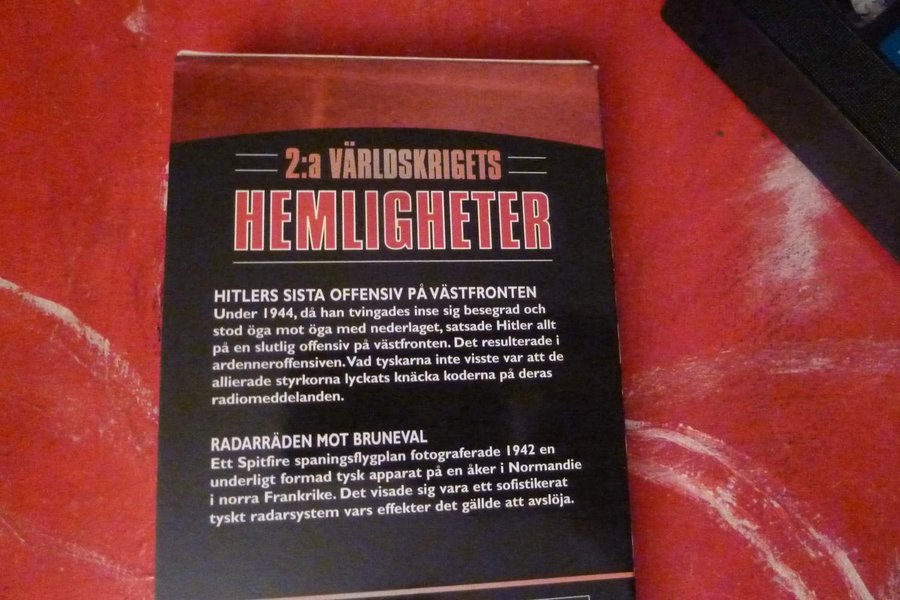 2:a VÄRLDSKRIGETS
HEMLIGHETER
HITLERS SISTA OFFENSIV PÅ VÄSTFRONTEN
Under 1944, då han tvingades inse sig besegrad och
stod öga mot öga med nederlaget, satsade Hitler allt
på en slutlig offensiv på västfronten. Det resulterade i
ardenneroffensiven. Vad tyskarna inte visste var att de
allierade styrkorna lyckats knäcka koderna på deras
radiomeddelanden.
RADARRÄDEN MOT BRUNEVAL
Ett Spitfire spaningsflygplan fotograferade 1942 en
underligt formad tysk apparat på en åker i Normandie
i norra Frankrike. Det visade sig vara ett sofistikerat
tyskt radarsystem vars effekter det gällde att avslöja.